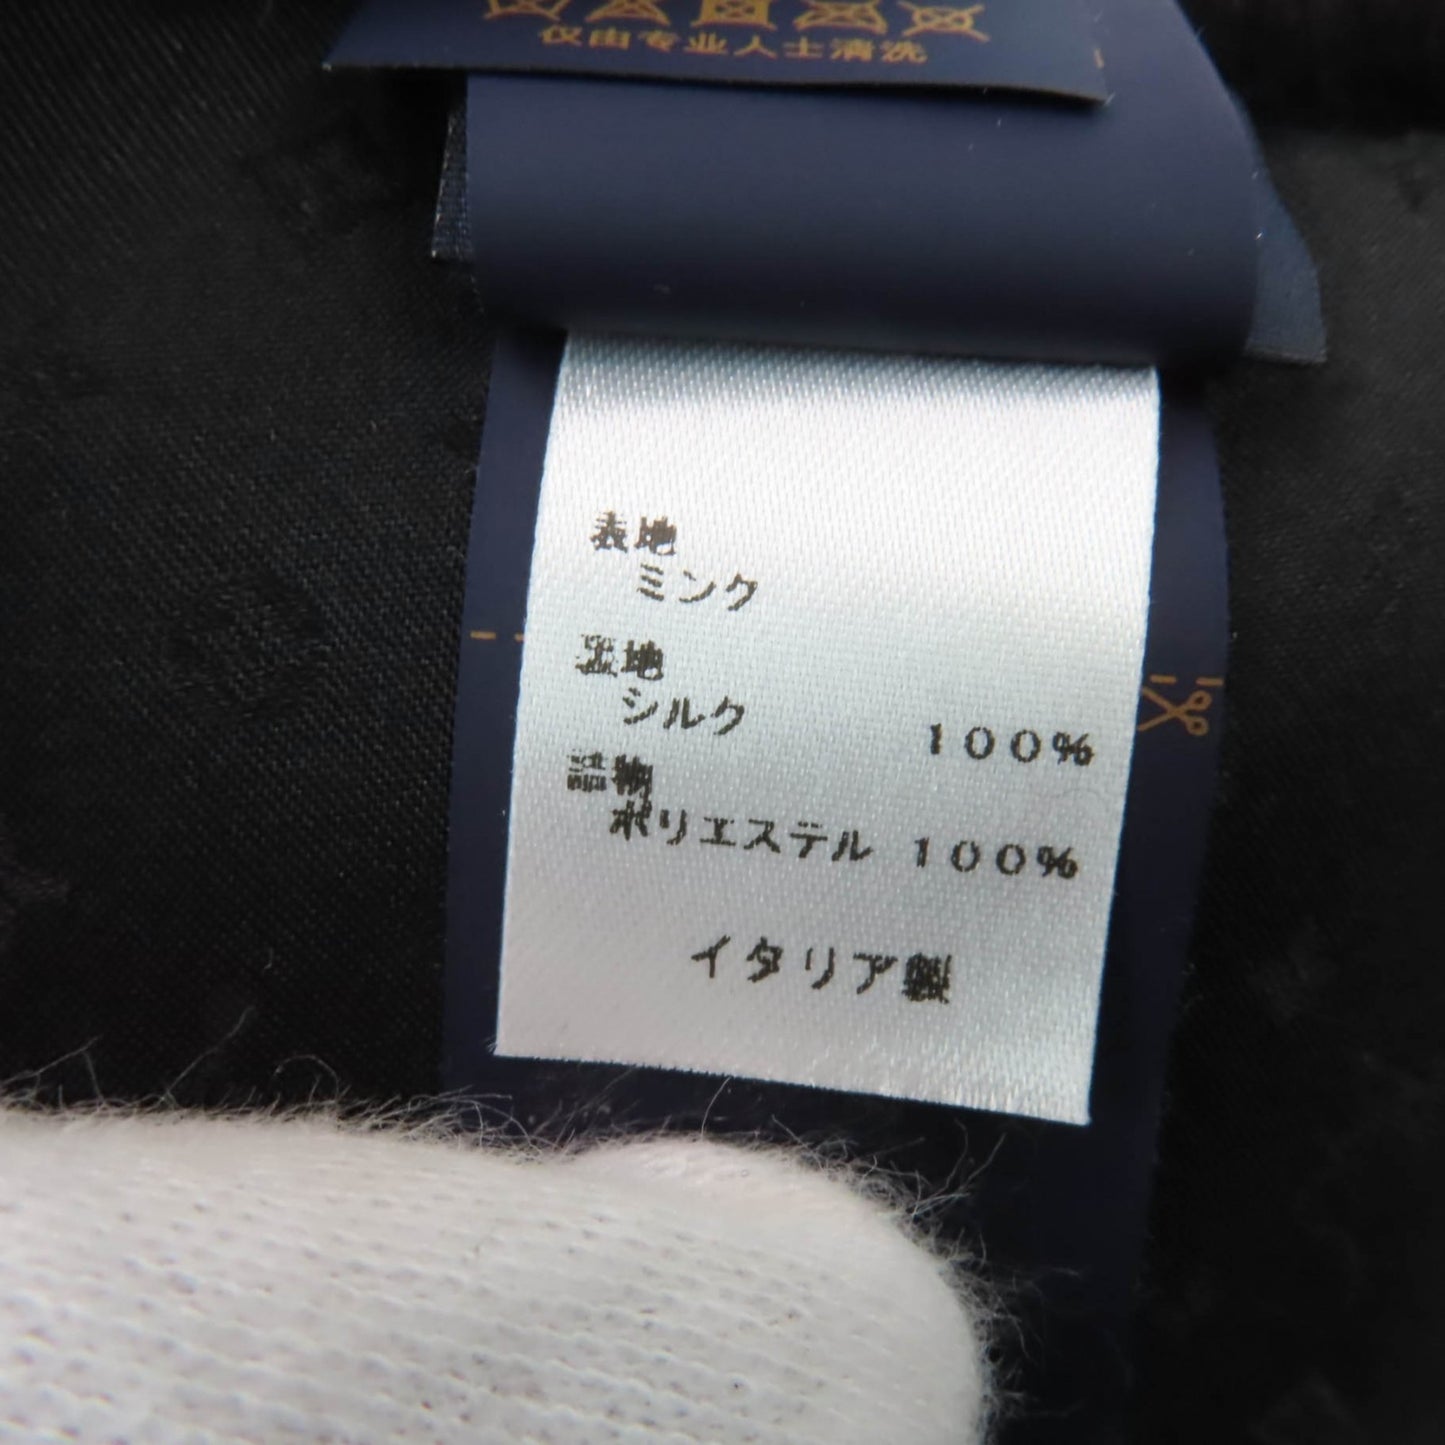 仅由专业人士清洗
表地
ミンク
裏地
シルク 100%
詰物
ポリエステル 100%
イタリア製